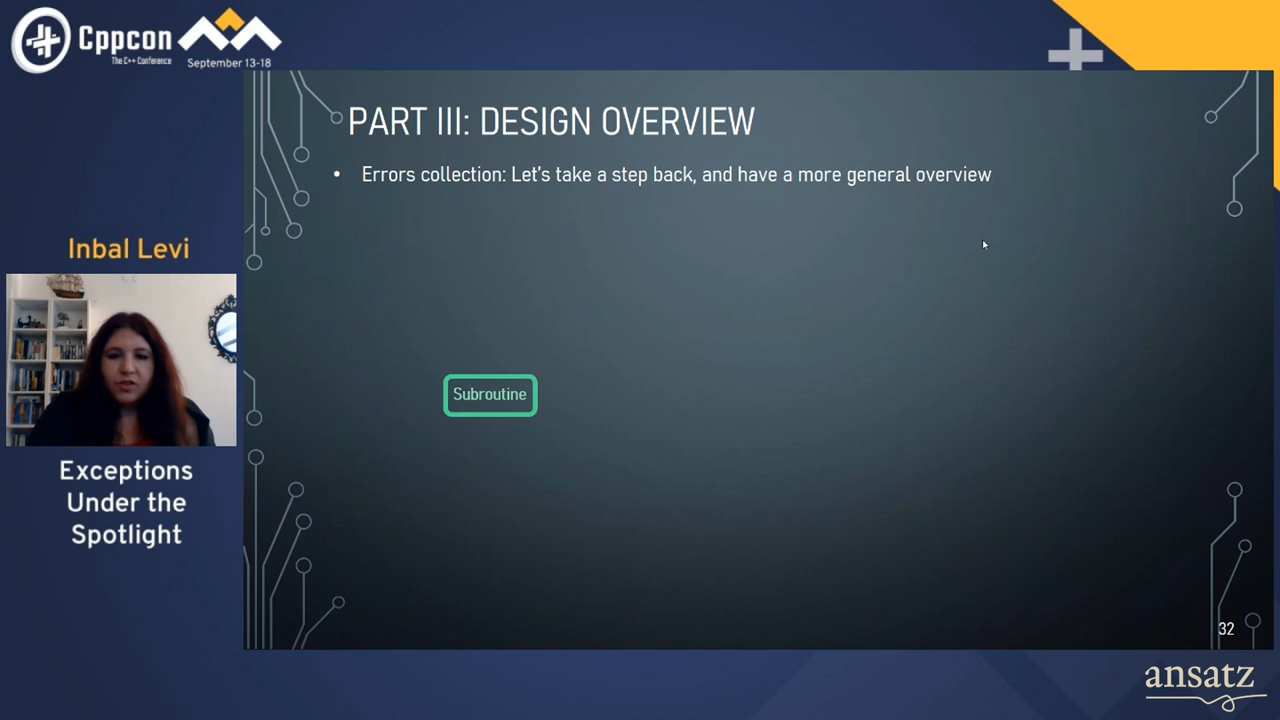 Cppcon
The C++ Conference
September 13-18
PART III: DESIGN OVERVIEW
• Errors collection: Let's take a step back, and have a more general overview
Inbal Levi
Subroutine
Exceptions
Under the
Spotlight
32
ansatz